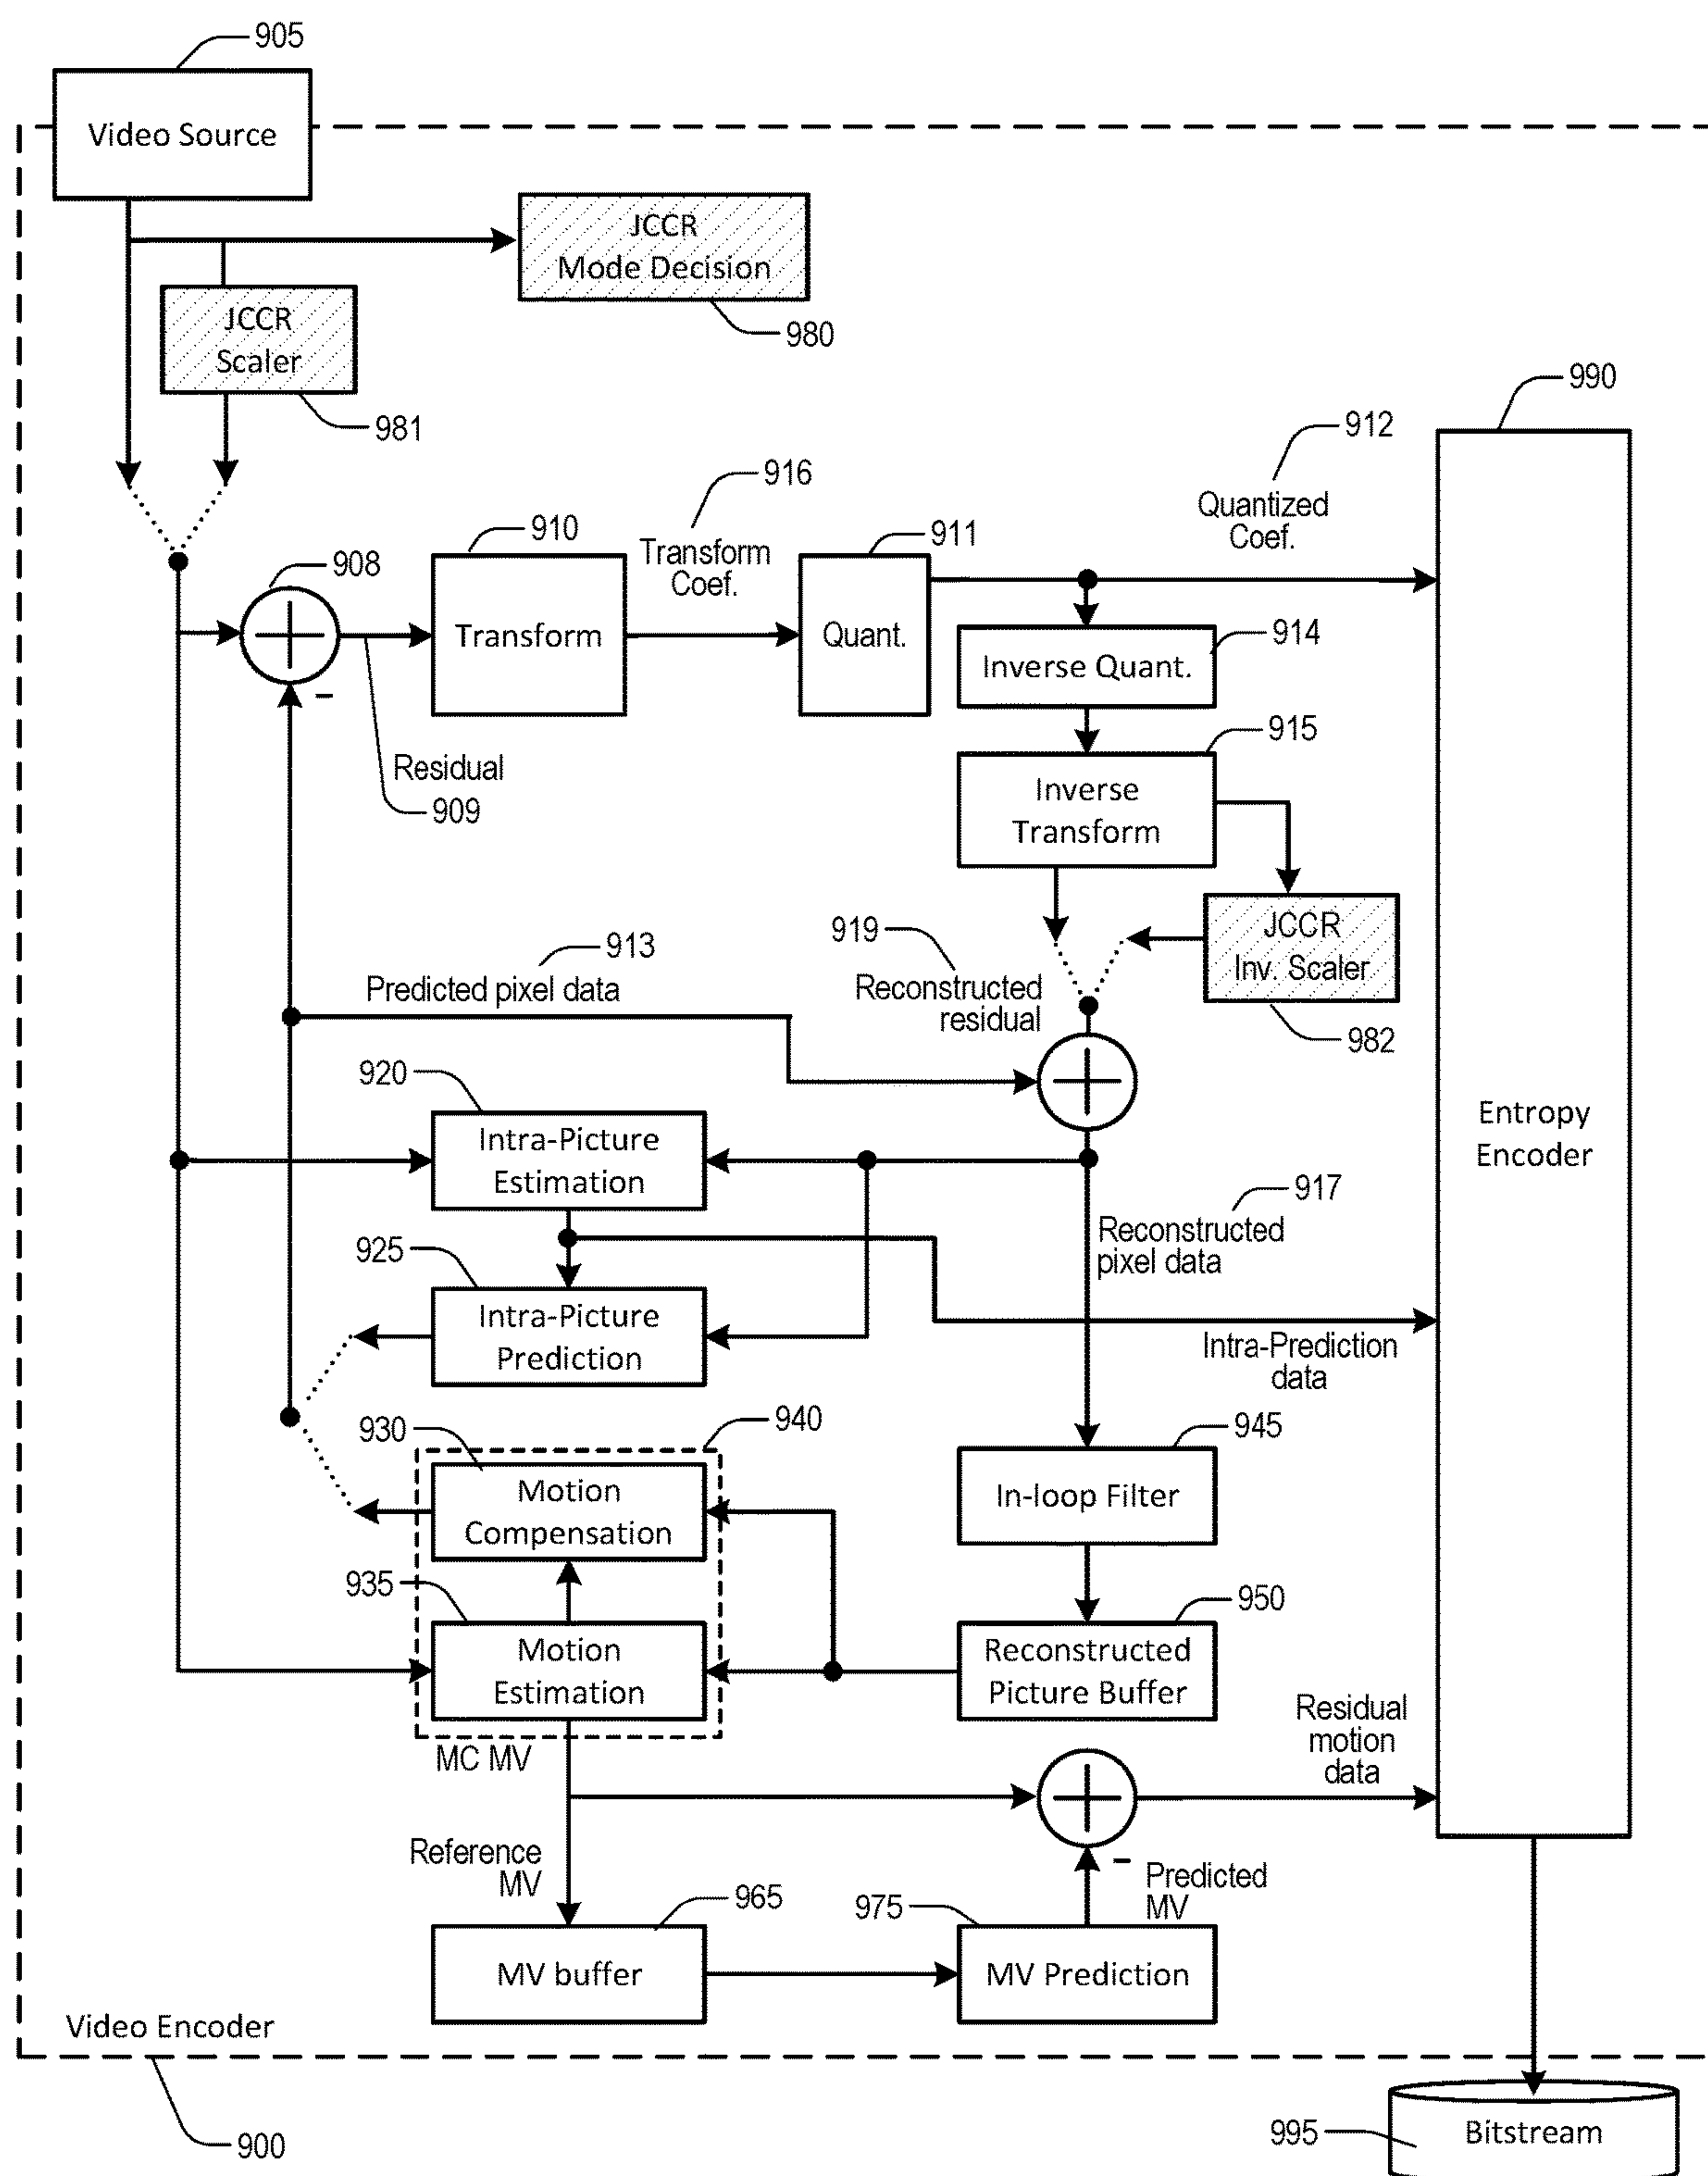 905
Video Source
JCCR
Mode Decision
980
JCCR
Scaler
981
990
912
Quantized
Coef.
916
Transform
Coef.
910
911
908
Transform
Quant.
914
Inverse Quant.
-
Residual
909
915
Inverse
Transform
JCCR
Inv. Scaler
982
919
Reconstructed
residual
913
Predicted pixel data
920
Intra-Picture
Estimation
Entropy
Encoder
917
Reconstructed
pixel data
925
Intra-Picture
Prediction
Intra-Prediction
data
930
940
Motion
Compensation
945
In-loop Filter
935
Motion
Estimation
950
Reconstructed
Picture Buffer
MC MV
Residual
motion
data
Reference
MV
-
Predicted
MV
965
MV buffer
975
MV Prediction
Video Encoder
900
995
Bitstream